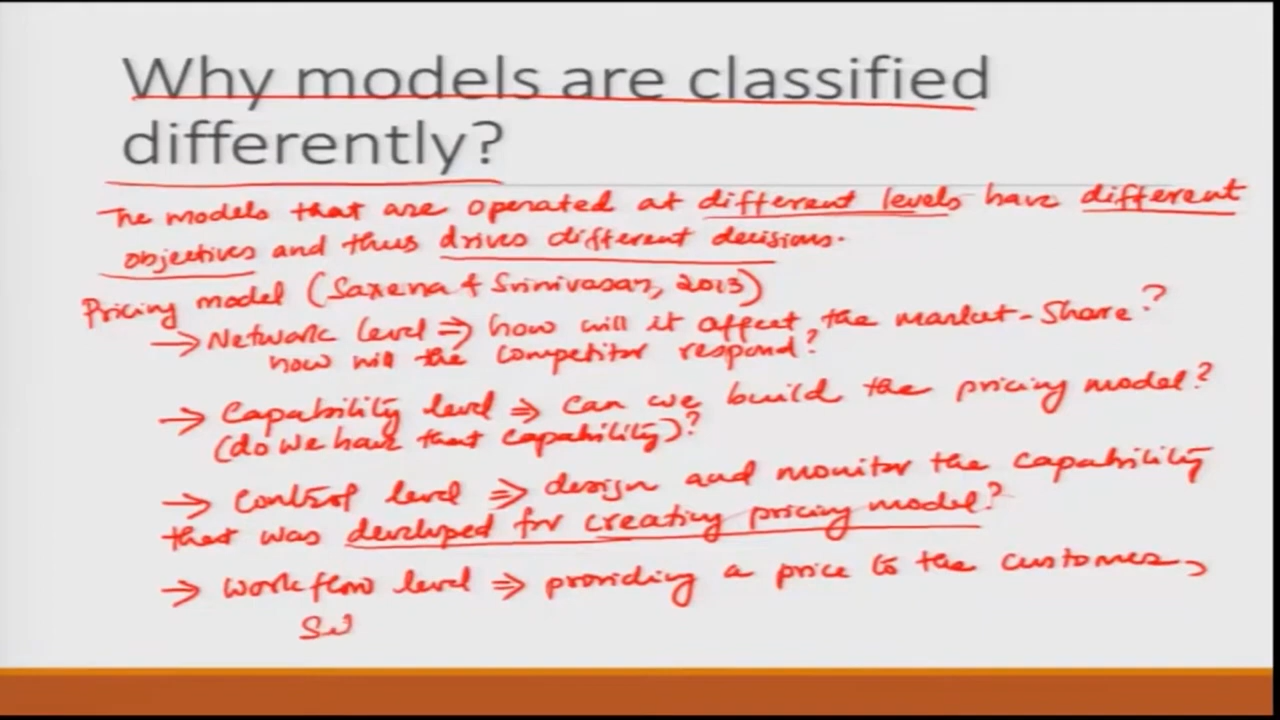 Why models are classified
differently?
The models that are operated at different levels have different
objectives and thus drives different decisions.
Pricing model (Saxena & Srinivasan, 2013)
→ Network level ⇒ how will it affect the market-share?
how will the competitor respond?
→ Capability level ⇒ can we build the pricing model?
(do we have that capability)?
→ Control level ⇒ design and monitor the capability
that was developed for creating pricing model?
→ workflow level ⇒ providing a price to the customer,